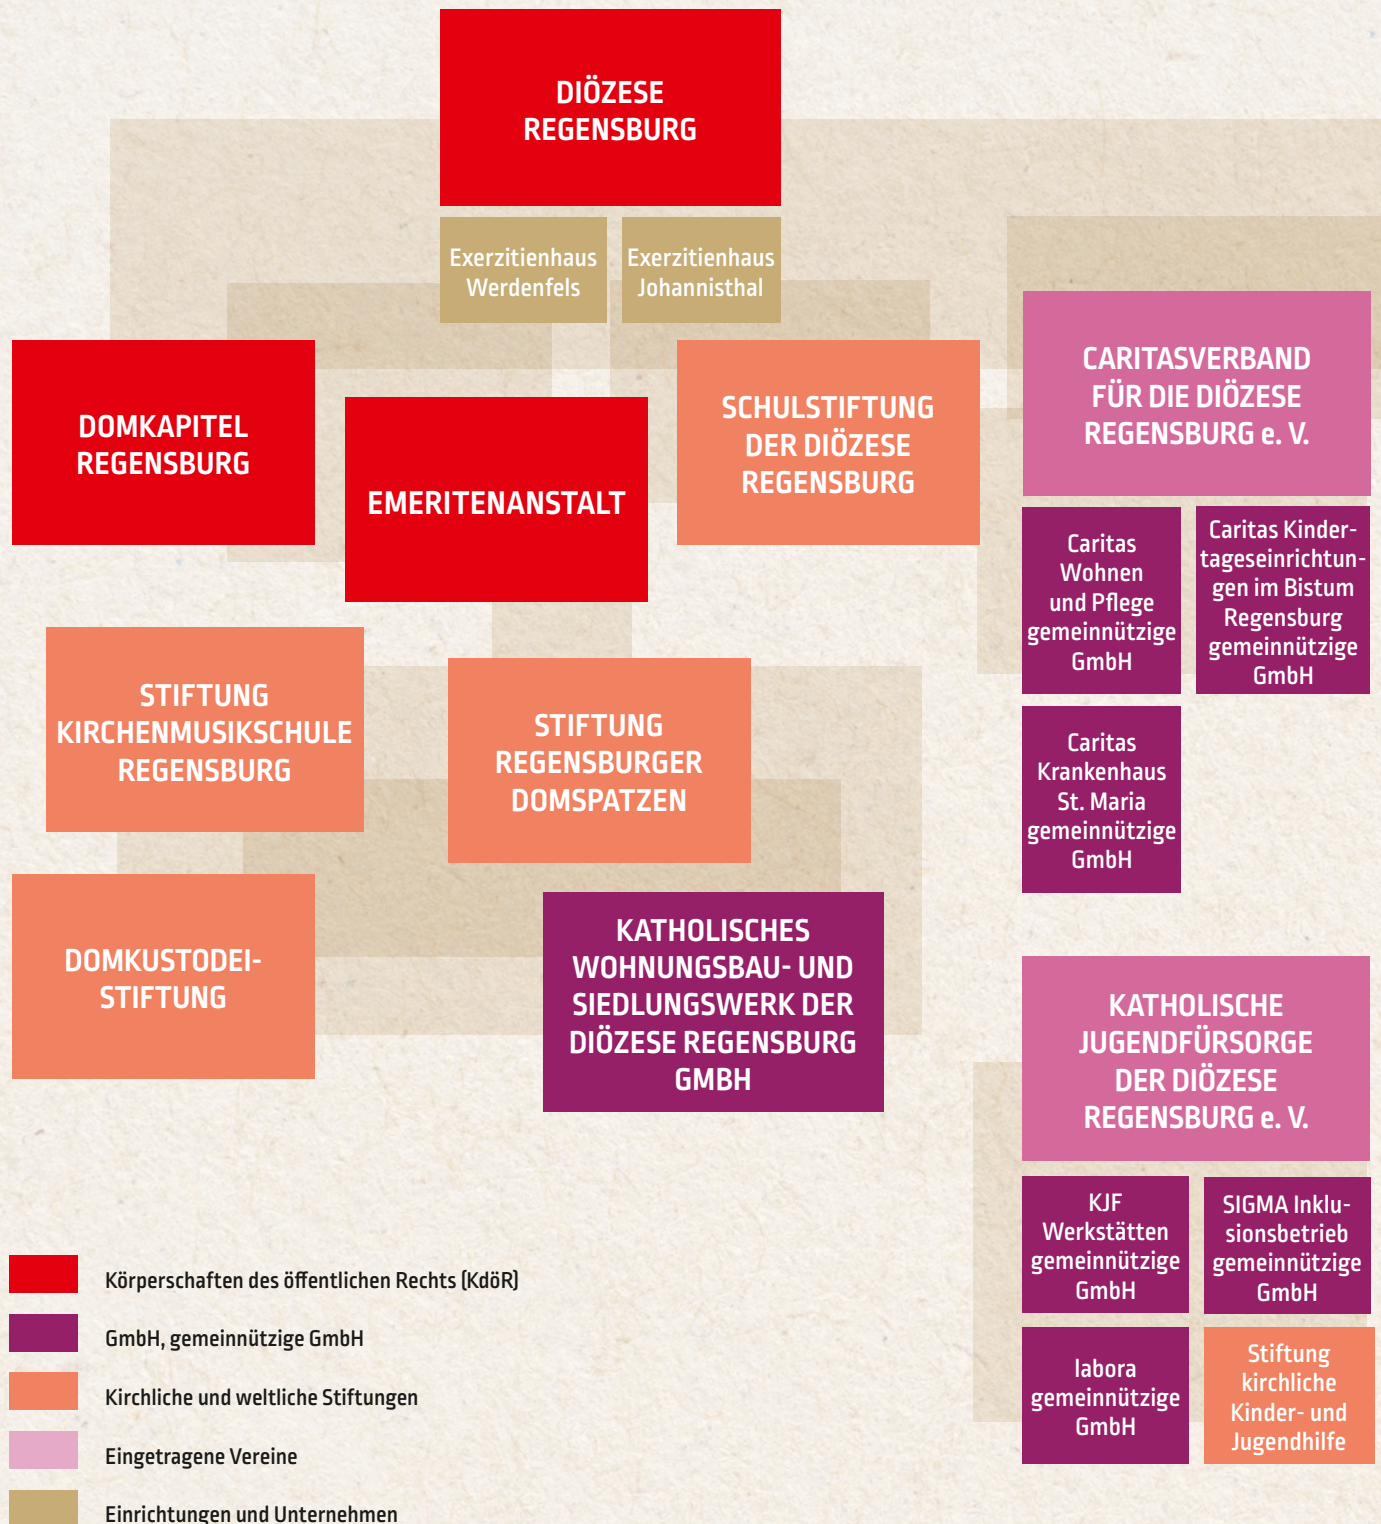 DIÖZESE
REGENSBURG
Exerzitienhaus
Werdenfels
Exerzitienhaus
Johannisthal
DOMKAPITEL
REGENSBURG
EMERITENANSTALT
SCHULSTIFTUNG
DER DIÖZESE
REGENSBURG
CARITASVERBAND
FÜR DIE DIÖZESE
REGENSBURG e. V.
Caritas
Wohnen
und Pflege
gemeinnützige
GmbH
Caritas Kinder-
tageseinrichtun-
gen im Bistum
Regensburg
gemeinnützige
GmbH
Caritas
Krankenhaus
St. Maria
gemeinnützige
GmbH
STIFTUNG
KIRCHENMUSIKSCHULE
REGENSBURG
STIFTUNG
REGENSBURGER
DOMSPATZEN
DOMKUSTODEI-
STIFTUNG
KATHOLISCHES
WOHNUNGSBAU- UND
SIEDLUNGSWERK DER
DIÖZESE REGENSBURG
GMBH
KATHOLISCHE
JUGENDFÜRSORGE
DER DIÖZESE
REGENSBURG e. V.
KJF
Werkstätten
gemeinnützige
GmbH
SIGMA Inklu-
sionsbetrieb
gemeinnützige
GmbH
labora
gemeinnützige
GmbH
Stiftung
kirchliche
Kinder- und
Jugendhilfe
Körperschaften des öffentlichen Rechts (KdöR)
GmbH, gemeinnützige GmbH
Kirchliche und weltliche Stiftungen
Eingetragene Vereine
Einrichtungen und Unternehmen